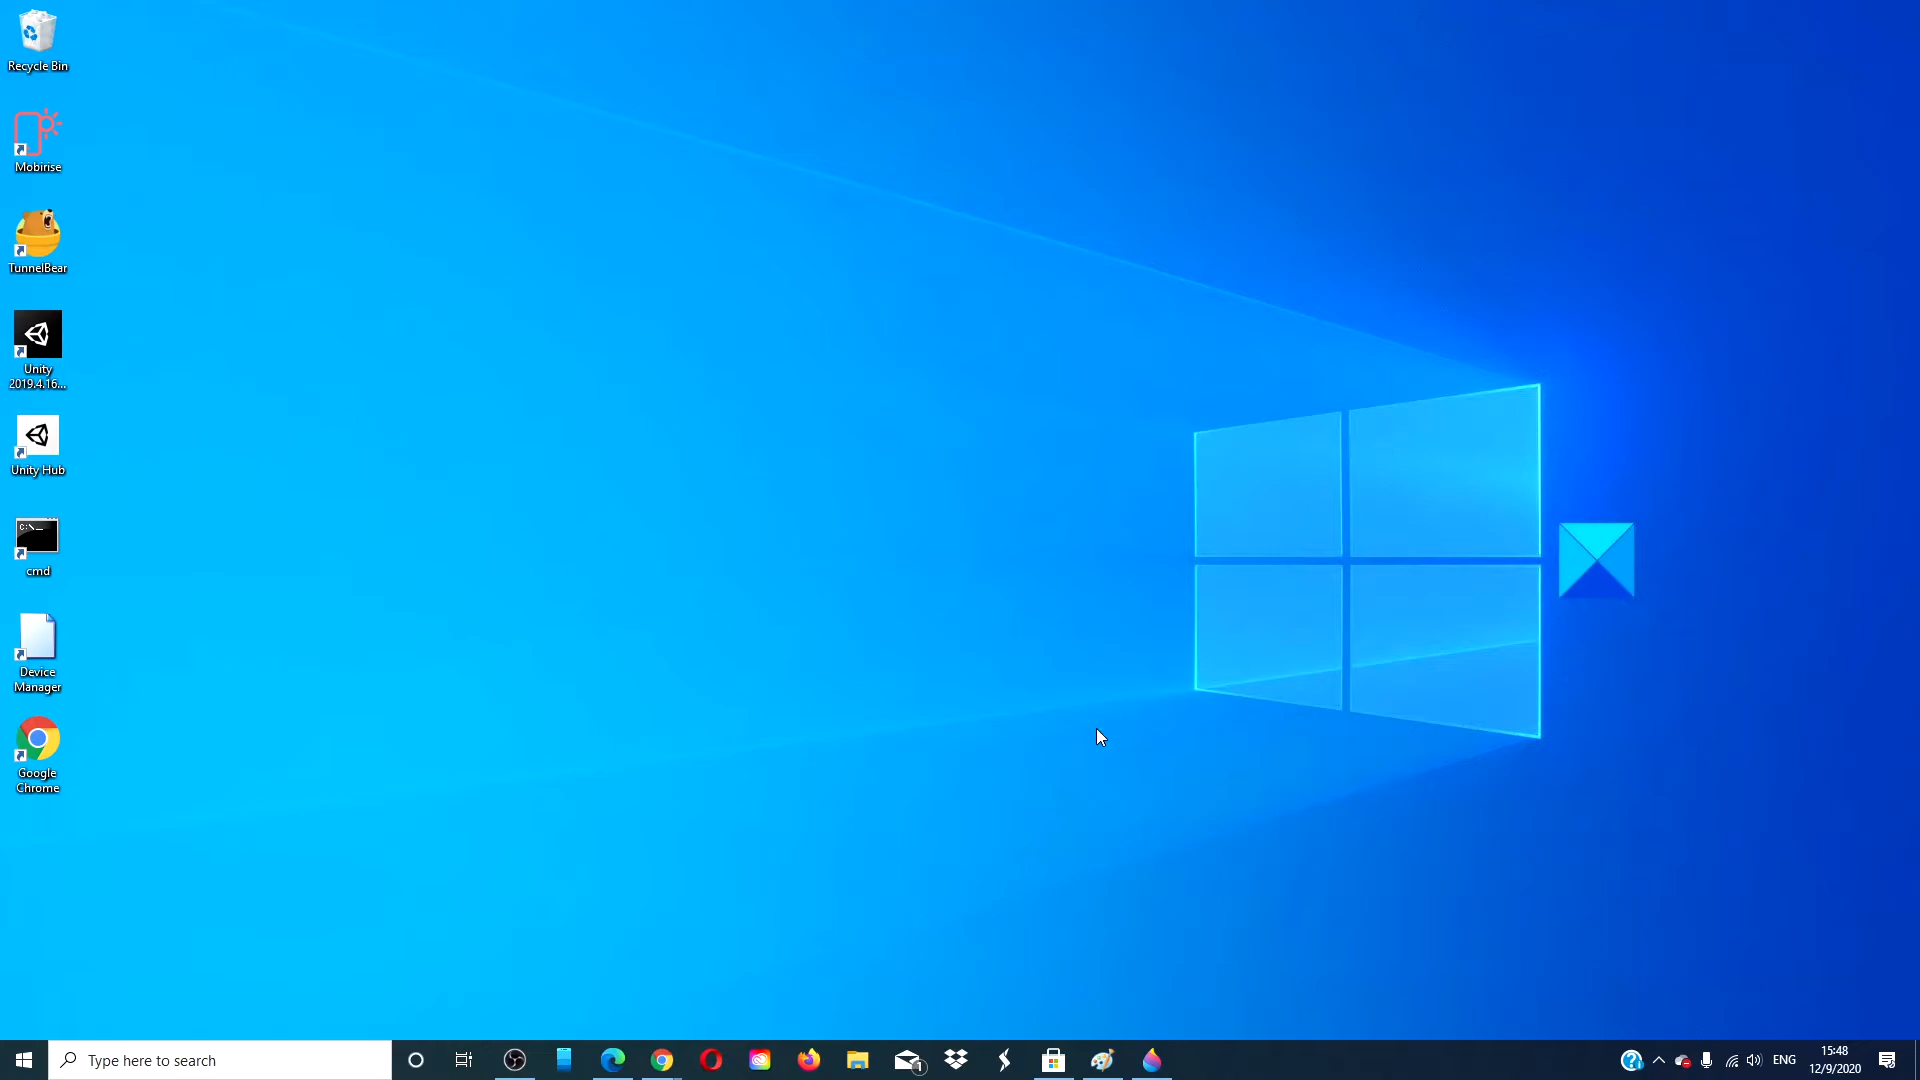 Recycle Bin
Mobirise
TunnelBear
Unity
2019.4.16...
Unity Hub
C:\_
cmd
Device
Manager
Google
Chrome
Type here to search
1
ENG
15:48
12/9/2020